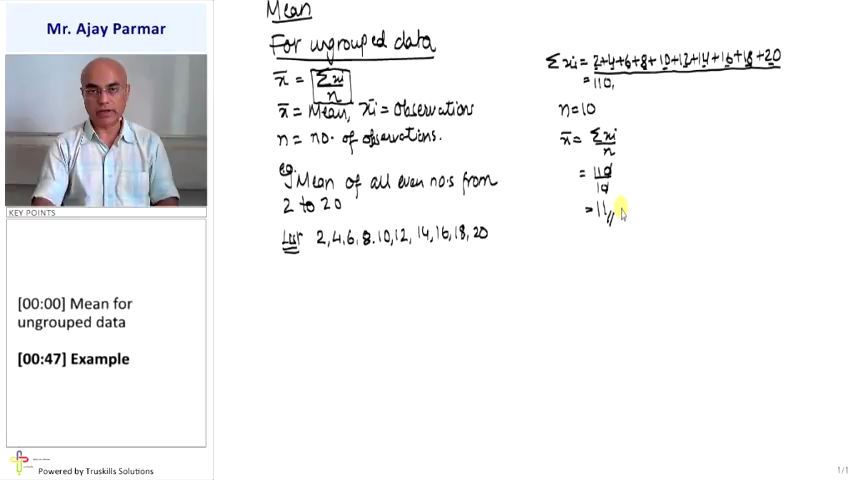 Mr. Ajay Parmar
KEY POINTS
[00:00] Mean for
ungrouped data
[00:47] Example
Powered by Truskills Solutions
Mean
For ungrouped data
x̄ = Σxi/n
x̄ = Mean, xi = Observations
n = no. of observations.
eg. Mean of all even no.s from
2 to 20
List 2, 4, 6, 8, 10, 12, 14, 16, 18, 20
Σxi = 2+4+6+8+10+12+14+16+18+20
= 110,
n = 10
x̄ = Σxi/n
= 110/10
= 11
1/1